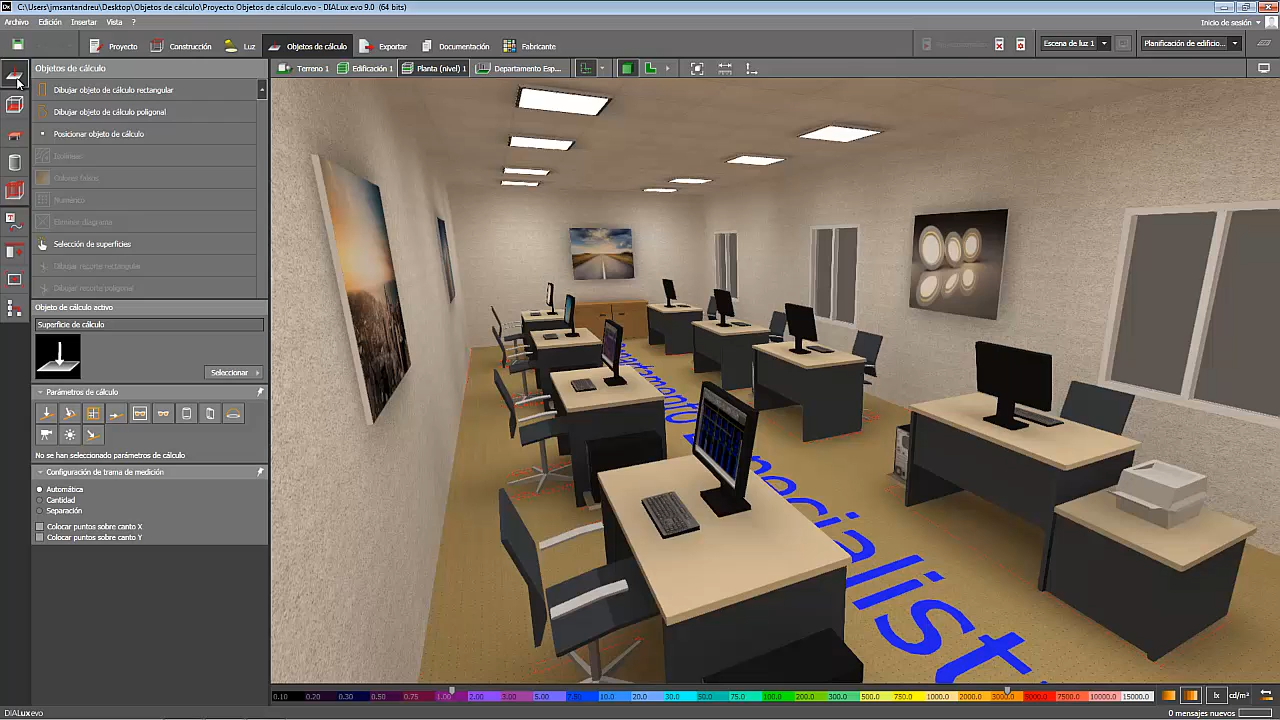 C:\Users\jmsantandreu\Desktop\Objetos de cálculo\Proyecto Objetos de cálculo.evo - DIALux evo 9.0 (64 bits)
Archivo Edición Insertar Vista ?
Inicio de sesión
Proyecto Construcción Luz Objetos de cálculo Exportar Documentación Fabricante
Escena de luz 1 Planificación de edificio...
Objetos de cálculo
Terreno 1 Edificación 1 Planta (nivel) 1 Departamento Esp...
Dibujar objeto de cálculo rectangular
Dibujar objeto de cálculo poligonal
Posicionar objeto de cálculo
Isolíneas
Colores falsos
Numérico
Eliminar diagrama
Selección de superficies
Dibujar recorte rectangular
Dibujar recorte poligonal
Objeto de cálculo activo
Superficie de cálculo
Seleccionar
Parámetros de cálculo
No se han seleccionado parámetros de cálculo
Configuración de trama de medición
Automática
Cantidad
Separación
Colocar puntos sobre canto X
Colocar puntos sobre canto Y
0.10 0.20 0.30 0.50 0.75 1.00 2.00 3.00 5.00 7.50 10.0 20.0 30.0 50.0 75.0 100.0 200.0 300.0 500.0 750.0 1000.0 2000.0 3000.0 5000.0 7500.0 10000.0 15000.0 lx cd/m²
DIALux evo
0 mensajes nuevos